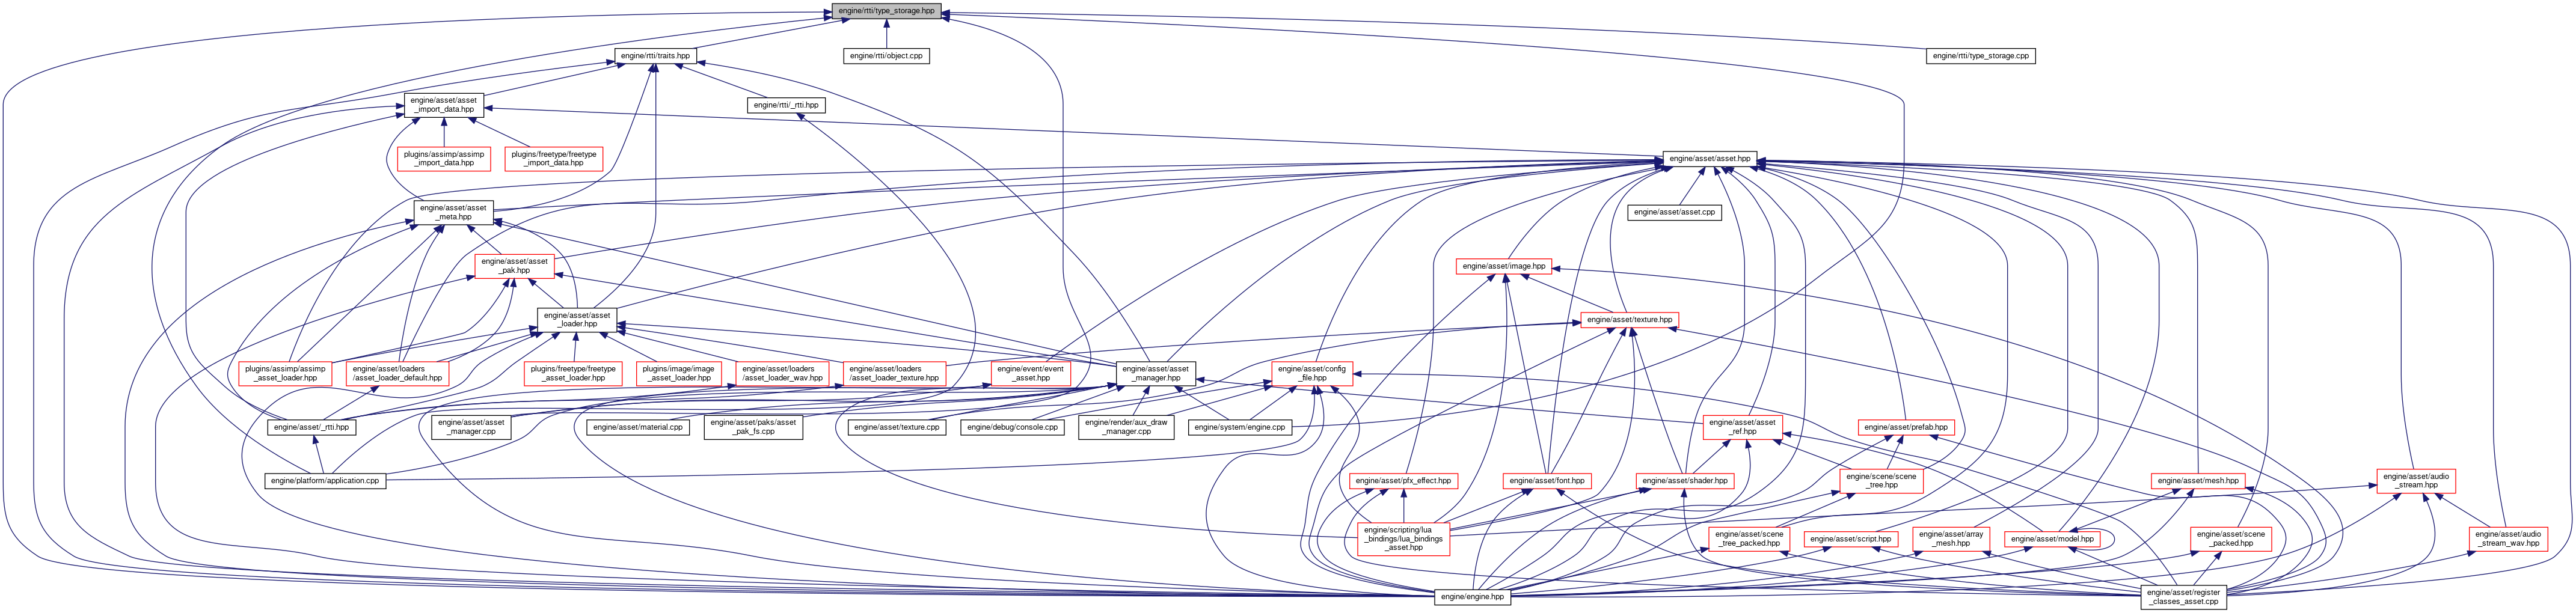 engine/rtti/type_storage.hpp
engine/rtti/traits.hpp
engine/rtti/object.cpp
engine/rtti/type_storage.cpp
engine/asset/asset
_import_data.hpp
engine/rtti/_rtti.hpp
plugins/assimp/assimp
_import_data.hpp
plugins/freetype/freetype
_import_data.hpp
engine/asset/asset.hpp
engine/asset/asset
_meta.hpp
engine/asset/asset.cpp
engine/asset/asset
_pak.hpp
engine/asset/image.hpp
engine/asset/asset
_loader.hpp
engine/asset/texture.hpp
plugins/assimp/assimp
_asset_loader.hpp
engine/asset/loaders
/asset_loader_default.hpp
plugins/freetype/freetype
_asset_loader.hpp
plugins/image/image
_asset_loader.hpp
engine/asset/loaders
/asset_loader_wav.hpp
engine/asset/loaders
/asset_loader_texture.hpp
engine/event/event
_asset.hpp
engine/asset/asset
_manager.hpp
engine/asset/config
_file.hpp
engine/asset/_rtti.hpp
engine/asset/asset
_manager.cpp
engine/asset/material.cpp
engine/asset/paks/asset
_pak_fs.cpp
engine/asset/texture.cpp
engine/debug/console.cpp
engine/render/aux_draw
_manager.cpp
engine/system/engine.cpp
engine/asset/asset
_ref.hpp
engine/asset/prefab.hpp
engine/platform/application.cpp
engine/asset/pfx_effect.hpp
engine/asset/font.hpp
engine/asset/shader.hpp
engine/scene/scene
_tree.hpp
engine/asset/mesh.hpp
engine/asset/audio
_stream.hpp
engine/scripting/lua
_bindings/lua_bindings
_asset.hpp
engine/asset/scene
_tree_packed.hpp
engine/asset/script.hpp
engine/asset/array
_mesh.hpp
engine/asset/model.hpp
engine/asset/scene
_packed.hpp
engine/asset/audio
_stream_wav.hpp
engine/engine.hpp
engine/asset/register
_classes_asset.cpp